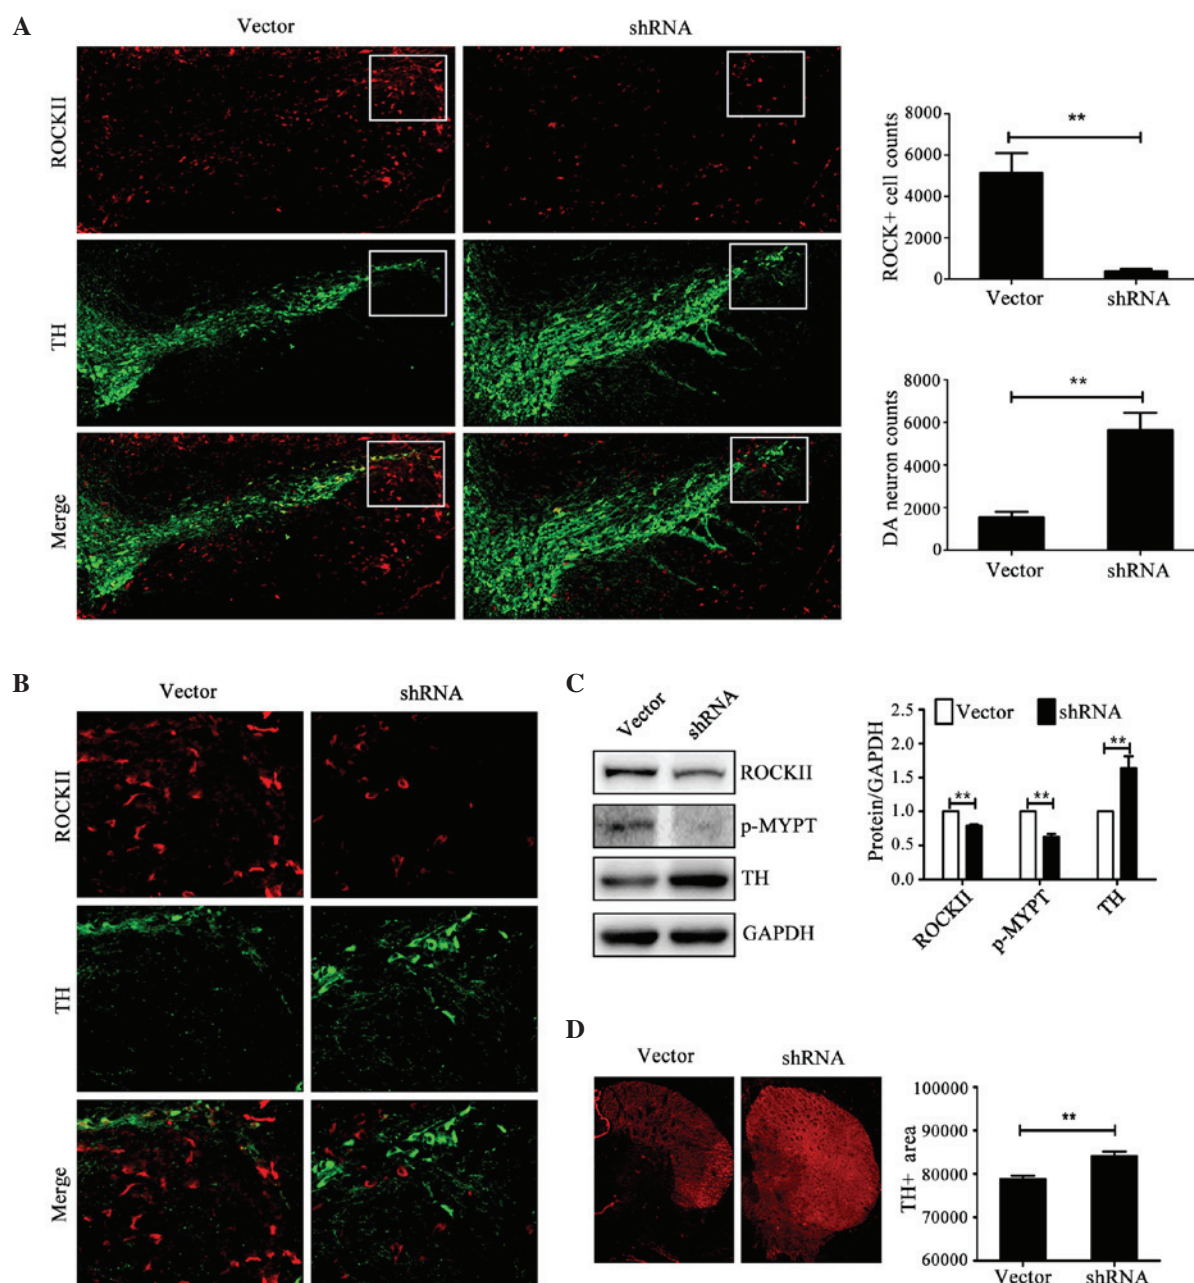 A
Vector
shRNA
ROCKII
TH
Merge
ROCK+ cell counts
8000
6000
4000
2000
0
**
Vector
shRNA
DA neuron counts
8000
6000
4000
2000
0
**
Vector
shRNA
B
Vector
shRNA
ROCKII
TH
Merge
C
Vector
shRNA
ROCKII
p-MYPT
TH
GAPDH
Protein/GAPDH
2.5
2.0
1.5
1.0
0.5
0.0
Vector
shRNA
**
**
**
ROCKII
p-MYPT
TH
D
Vector
shRNA
TH+ area
100000
90000
80000
70000
60000
**
Vector
shRNA